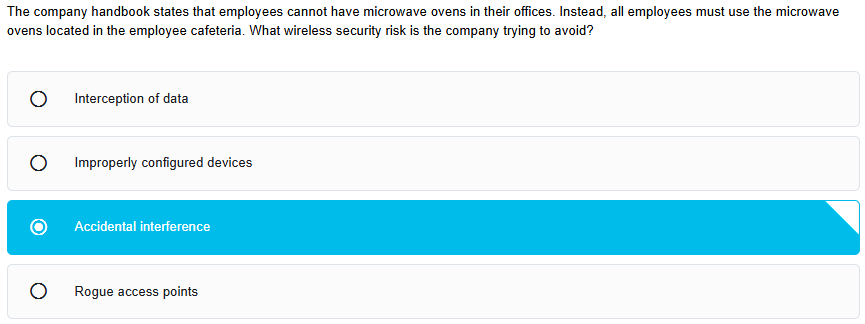 The company handbook states that employees cannot have microwave ovens in their offices. Instead, all employees must use the microwave
ovens located in the employee cafeteria. What wireless security risk is the company trying to avoid?
Interception of data
Improperly configured devices
Accidental interference
Rogue access points